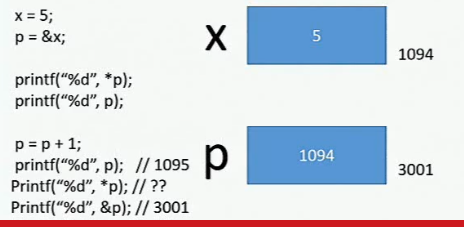 x = 5;
p = &x;
printf("%d", *p);
printf("%d", p);
p = p + 1;
printf("%d", p); // 1095
Printf("%d", *p); // ??
Printf("%d", &p); // 3001
X
5
1094
p
1094
3001